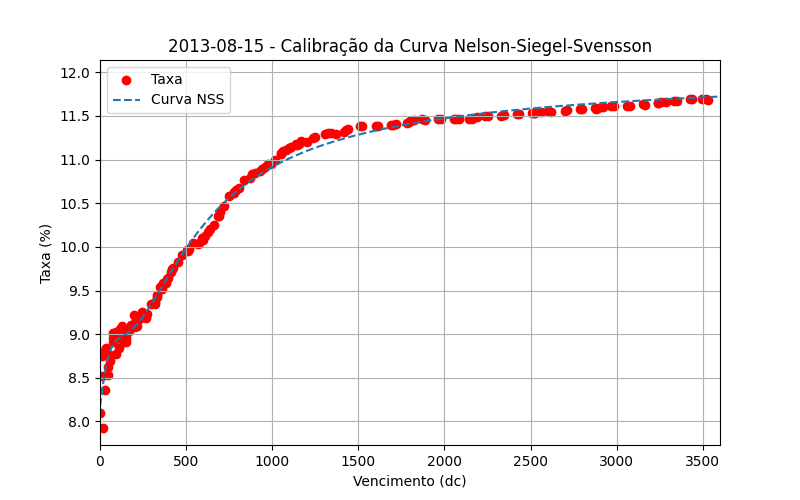 2013-08-15 - Calibração da Curva Nelson-Siegel-Svensson
Taxa
Curva NSS
Taxa (%)
12.0
11.5
11.0
10.5
10.0
9.5
9.0
8.5
8.0
0 500 1000 1500 2000 2500 3000 3500
Vencimento (dc)